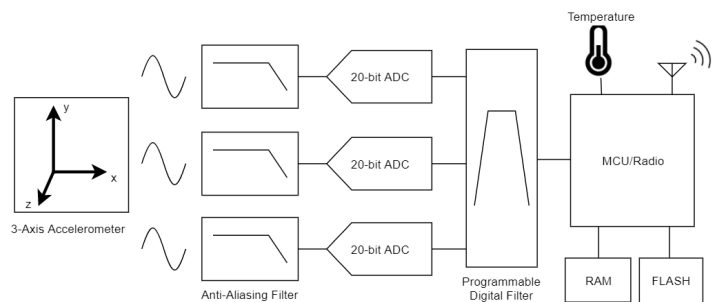 Temperature
20-bit ADC
y
x
z
20-bit ADC
MCU/Radio
3-Axis Accelerometer
20-bit ADC
Anti-Aliasing Filter
Programmable
Digital Filter
RAM
FLASH